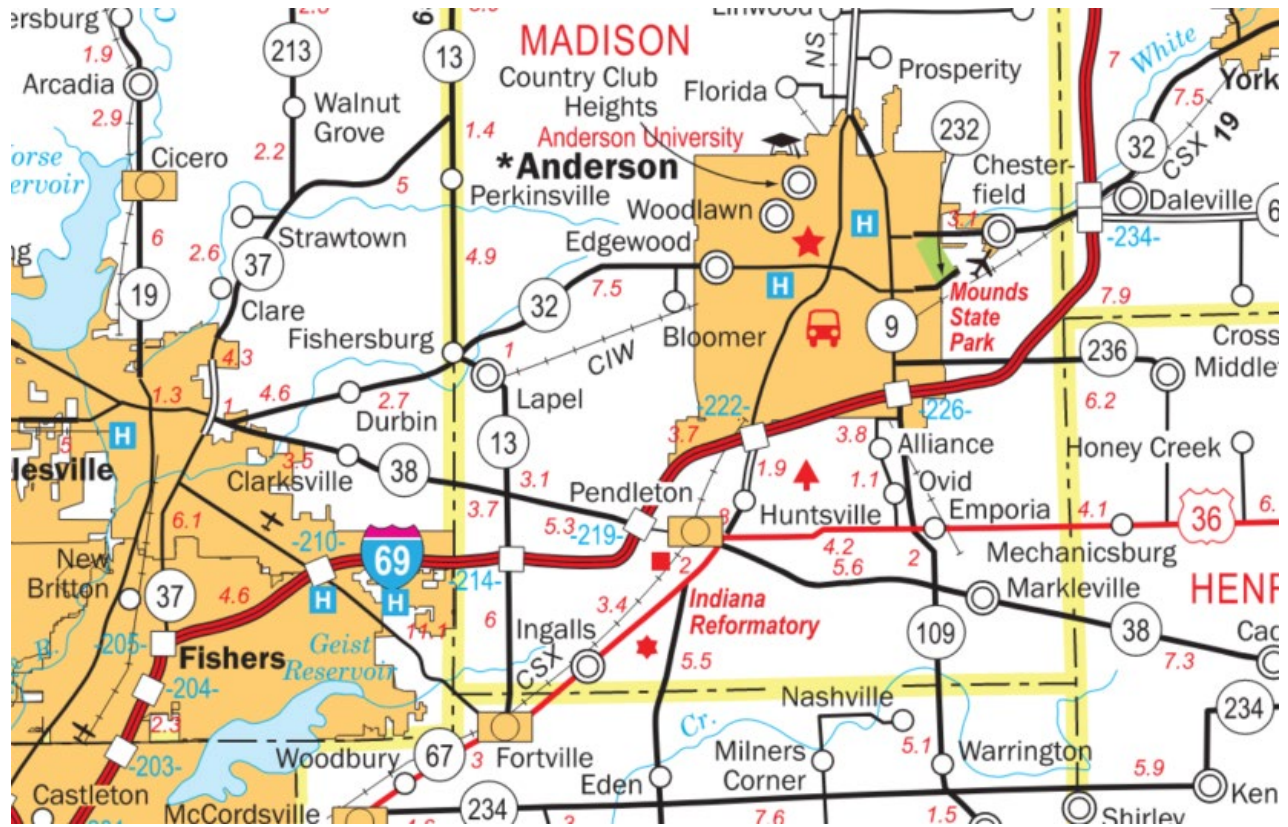 ersburg
1.9
Arcadia
2.9
Cicero
6
19
213
Walnut
Grove
2.2
5
2.6
Strawtown
37
Clare
4.3
13
1.4
Perkinsville
4.9
MADISON
Country Club
Heights
Anderson University
*Anderson
Woodlawn
Edgewood
7.5
32
Fishersburg
1
CIW
Bloomer
Lapel
NS
Florida
Prosperity
232
Chester-
field
3.1
H
H
Mounds
State
Park
9
7
White
York
7.5
32
CSX
19
Daleville
-234-
7.9
Cross
Middle
236
6.2
Honey Creek
1.3
1
4.6
Durbin
2.7
H
5
lesville
3.5
Clarksville
38
13
3.1
3.7
Pendleton
5.3
-219-
3.7
-222-
-226-
3.8
1.9
Alliance
1.1
Ovid
Huntsville
Emporia
4.1
36
6.
Mechanicsburg
4.2
5.6
2
Markleville
HENR
6.1
-210-
69
-214-
H
H
New
Britton
37
4.6
-205-
Fishers
-204-
2.3
-203-
Geist
Reservoir
11.1
6
Ingalls
CSX
3.4
2
Indiana
Reformatory
5.5
109
38
7.3
Cad
Nashville
Cr.
Milners
Corner
5.1
Warrington
234
5.9
Ken
Woodbury
67
3
Fortville
Eden
Castleton
McCordsville
234
3
7.6
1.5
Shirley